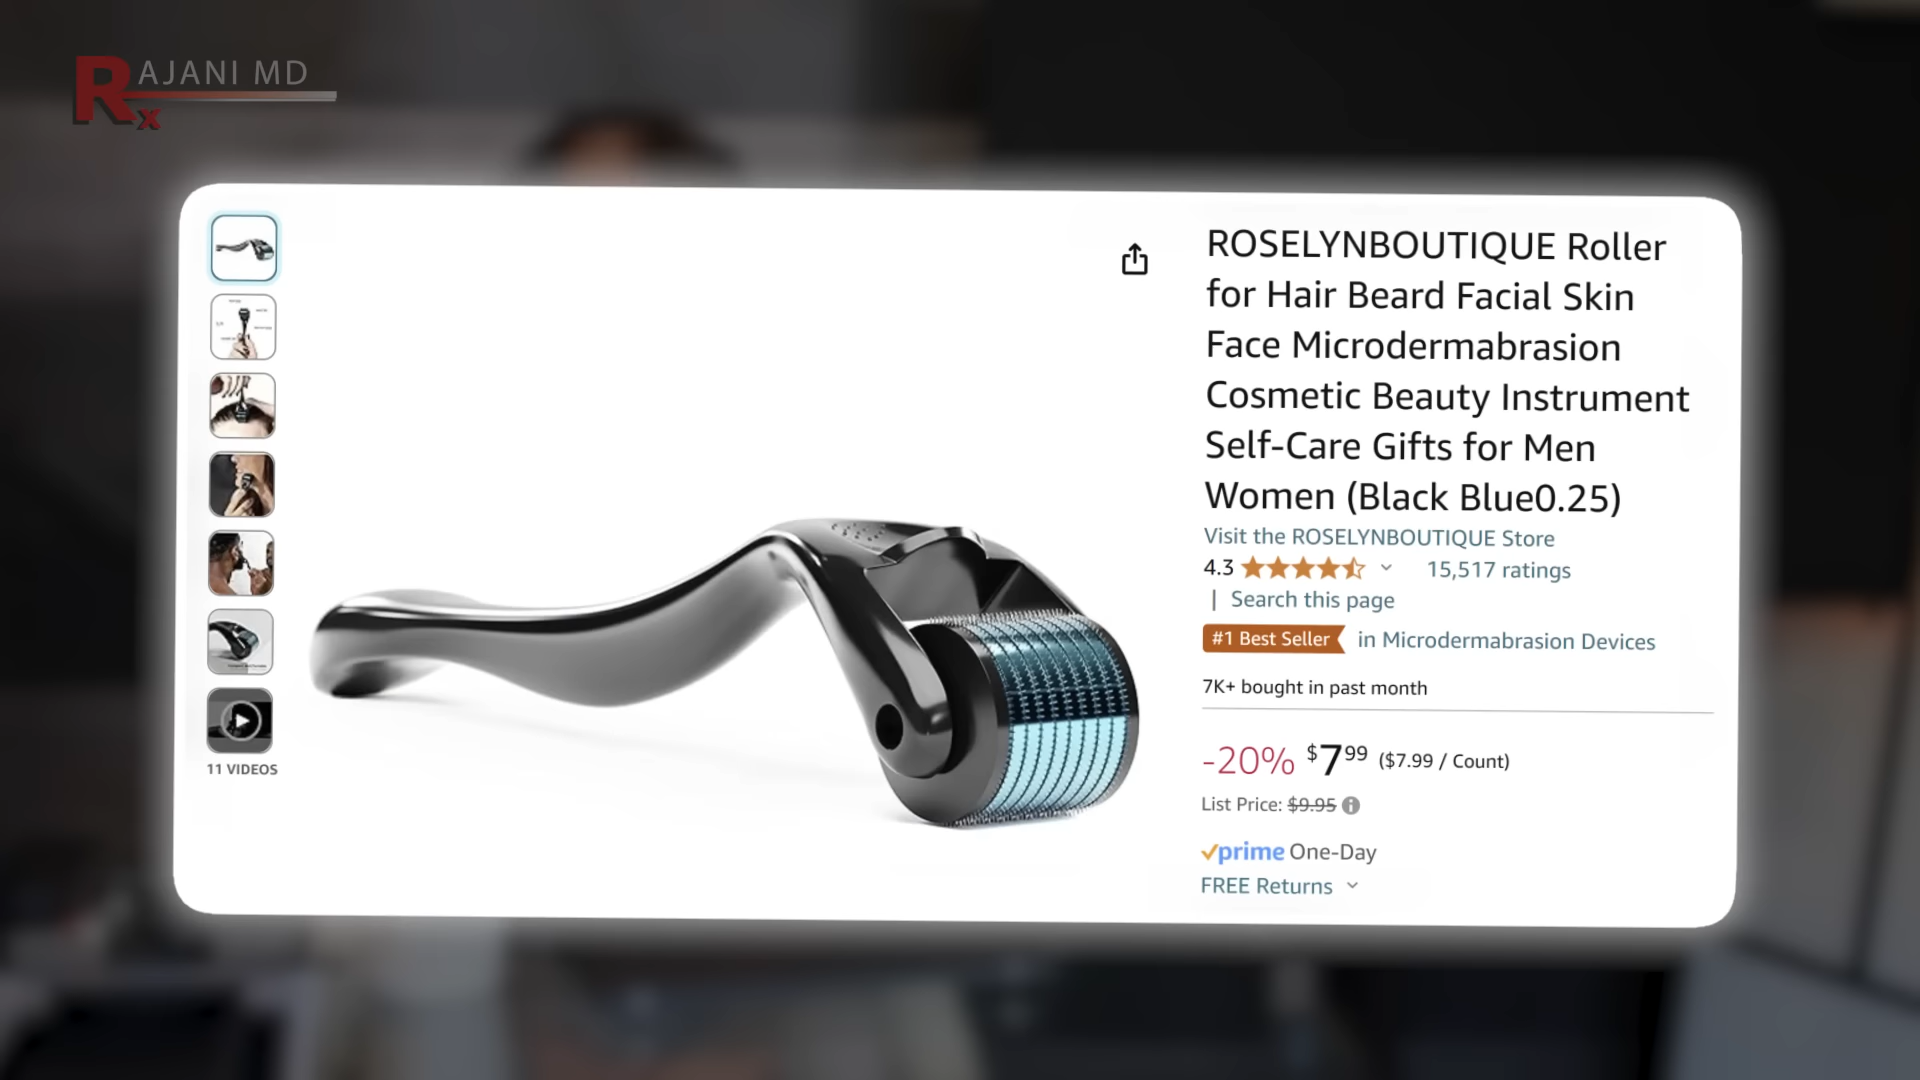 RX AJANI MD
ROSELYNBOUTIQUE Roller
for Hair Beard Facial Skin
Face Microdermabrasion
Cosmetic Beauty Instrument
Self-Care Gifts for Men
Women (Black Blue0.25)
Visit the ROSELYNBOUTIQUE Store
4.3 15,517 ratings
| Search this page
#1 Best Seller in Microdermabrasion Devices
7K+ bought in past month
-20% $7 99 ($7.99 / Count)
List Price: $9.95
prime One-Day
FREE Returns
11 VIDEOS